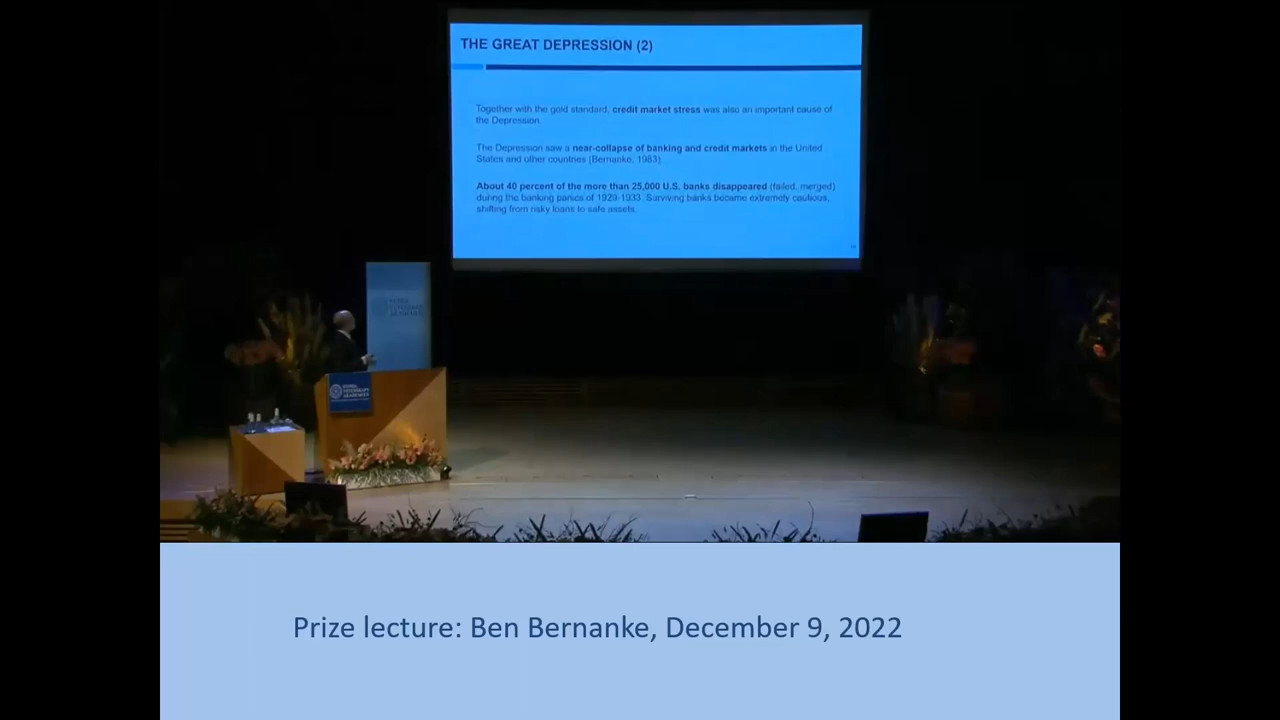 THE GREAT DEPRESSION (2)
Together with the gold standard, credit market stress was also an important cause of
the Depression.
The Depression saw a near-collapse of banking and credit markets in the United
States and other countries (Bernanke, 1983)
About 40 percent of the more than 25,000 U.S. banks disappeared (failed, merged)
during the banking panics of 1929-1933. Surviving banks became extremely cautious,
shifting from risky loans to safe assets.
KUNGL.
VETENSKAPS
AKADEMIEN
Prize lecture: Ben Bernanke, December 9, 2022